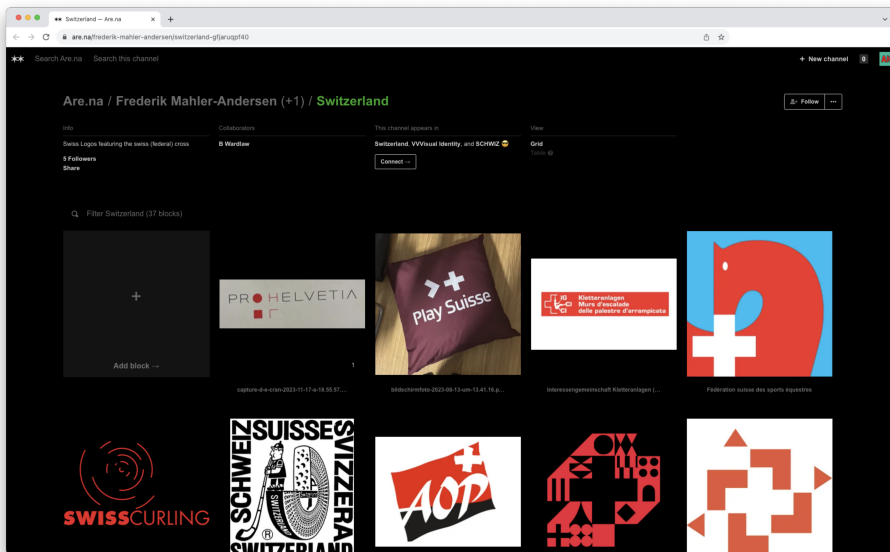 Switzerland — Are.na
are.na/frederik-mahler-andersen/switzerland-gfjaruqpf40
Search Are.na Search this channel
+ New channel 0
Are.na / Frederik Mahler-Andersen (+1) / Switzerland
Follow
Info
Collaborators
This channel appears in
View
Swiss Logos featuring the swiss (federal) cross
B Wardlaw
Switzerland, VVVisual Identity, and SCHWIZ 😎
Grid
Table
5 Followers
Share
Connect →
Filter Switzerland (37 blocks)
+
Add block →
PR HELVETIA
1
capture-d-e-cran-2023-11-17-a-18.55.57....
Play Suisse
bildschirmfoto-2023-08-13-um-13.41.16.p...
IG
CI
CI
Kletteranlagen
Murs d'escalade
delle palestre d'arrampicata
Interessengemeinschaft Kletteranlagen (...
Fédération suisse des sports équestres
SWISSCURLING
SCHWEIZ
SUISSE
SVIZZERA
SWITZERLAND
SWITZERLAND
AOP